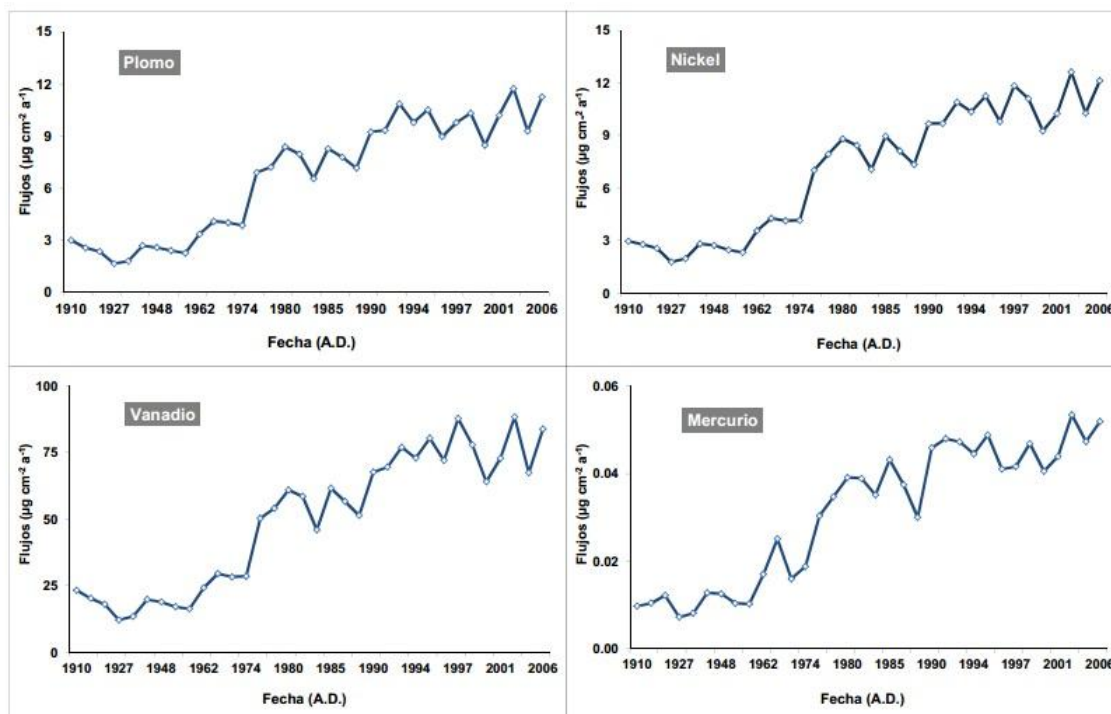 Plomo
Flujos (µg cm⁻² a⁻¹)
15
12
9
6
3
0
1910 1927 1948 1962 1974 1980 1985 1990 1994 1997 2001 2006
Fecha (A.D.)
Nickel
Flujos (µg cm⁻² a⁻¹)
15
12
9
6
3
0
1910 1927 1948 1962 1974 1980 1985 1990 1994 1997 2001 2006
Fecha (A.D.)
Vanadio
Flujos (µg cm⁻² a⁻¹)
100
75
50
25
0
1910 1927 1948 1962 1974 1980 1985 1990 1997 2001 2006
Fecha (A.D.)
Mercurio
Flujos (µg cm⁻² a⁻¹)
0.06
0.04
0.02
0.00
1910 1927 1948 1962 1974 1980 1985 1990 1994 1997 2001 2006
Fecha (A.D.)